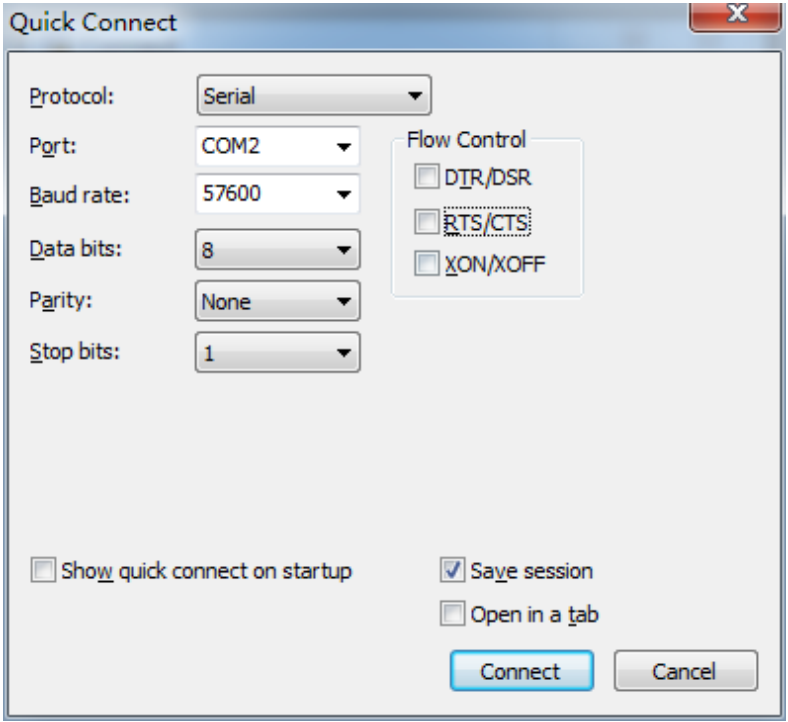 Quick Connect
Protocol: Serial
Port: COM2
Flow Control
Baud rate: 57600
DTR/DSR
Data bits: 8
RTS/CTS
XON/XOFF
Parity: None
Stop bits: 1
Show quick connect on startup
Save session
Open in a tab
Connect
Cancel